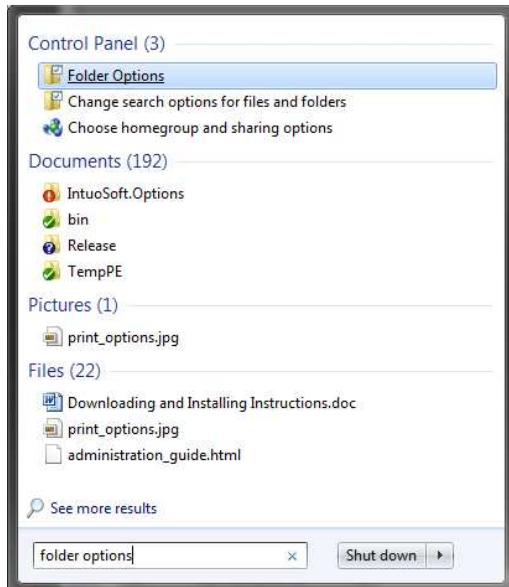 Control Panel (3)
Folder Options
Change search options for files and folders
Choose homegroup and sharing options
Documents (192)
IntuoSoft.Options
bin
Release
TempPE
Pictures (1)
print_options.jpg
Files (22)
Downloading and Installing Instructions.doc
print_options.jpg
administration_guide.html
See more results
folder options
Shut down